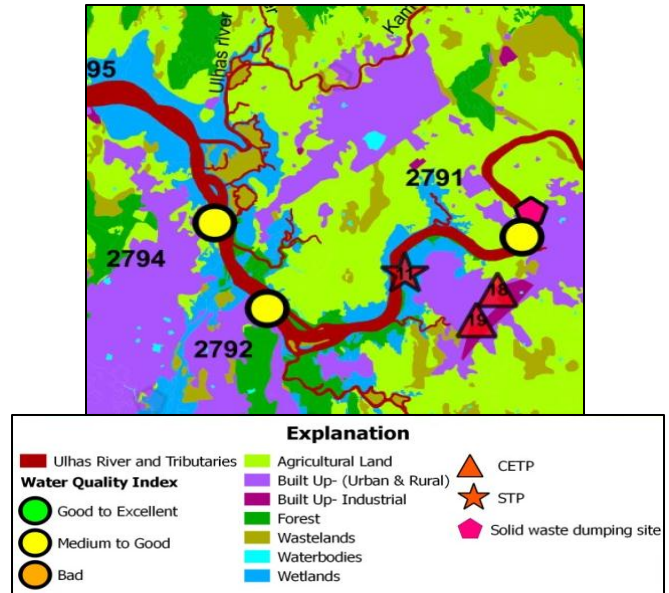 Ulhas river
Kam
95
2791
11
18
19
2794
2792
Explanation
Ulhas River and Tributaries
Water Quality Index
Good to Excellent
Medium to Good
Bad
Agricultural Land
Built Up- (Urban & Rural)
Built Up- Industrial
Forest
Wastelands
Waterbodies
Wetlands
CETP
STP
Solid waste dumping site